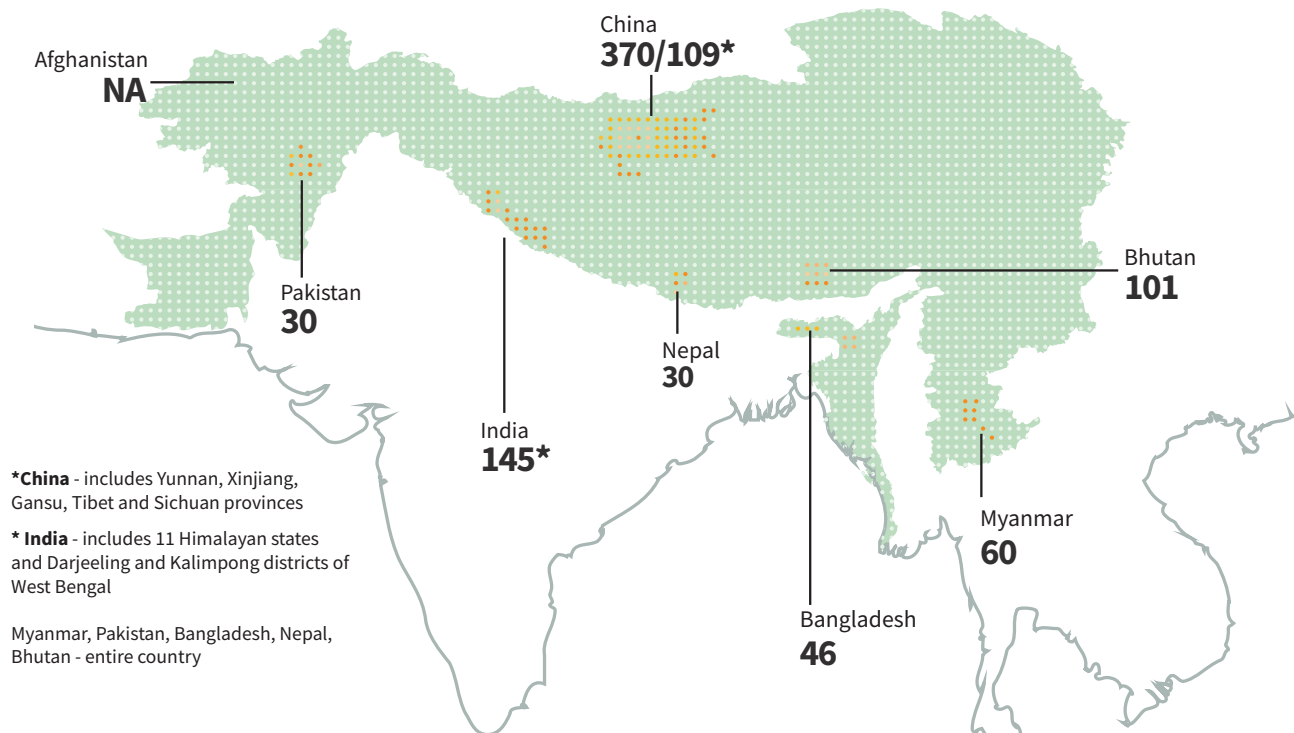 China
370/109*
Afghanistan
NA
Bhutan
101
Pakistan
30
Nepal
30
India
145*
*China - includes Yunnan, Xinjiang,
Gansu, Tibet and Sichuan provinces
* India - includes 11 Himalayan states
and Darjeeling and Kalimpong districts of
West Bengal
Myanmar, Pakistan, Bangladesh, Nepal,
Bhutan - entire country
Myanmar
60
Bangladesh
46